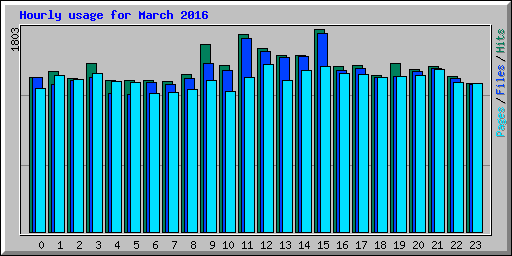 Hourly usage for March 2016
1803
Pages/Files/Hits
0 1 2 3 4 5 6 7 8 9 10 11 12 13 14 15 16 17 18 19 20 21 22 23